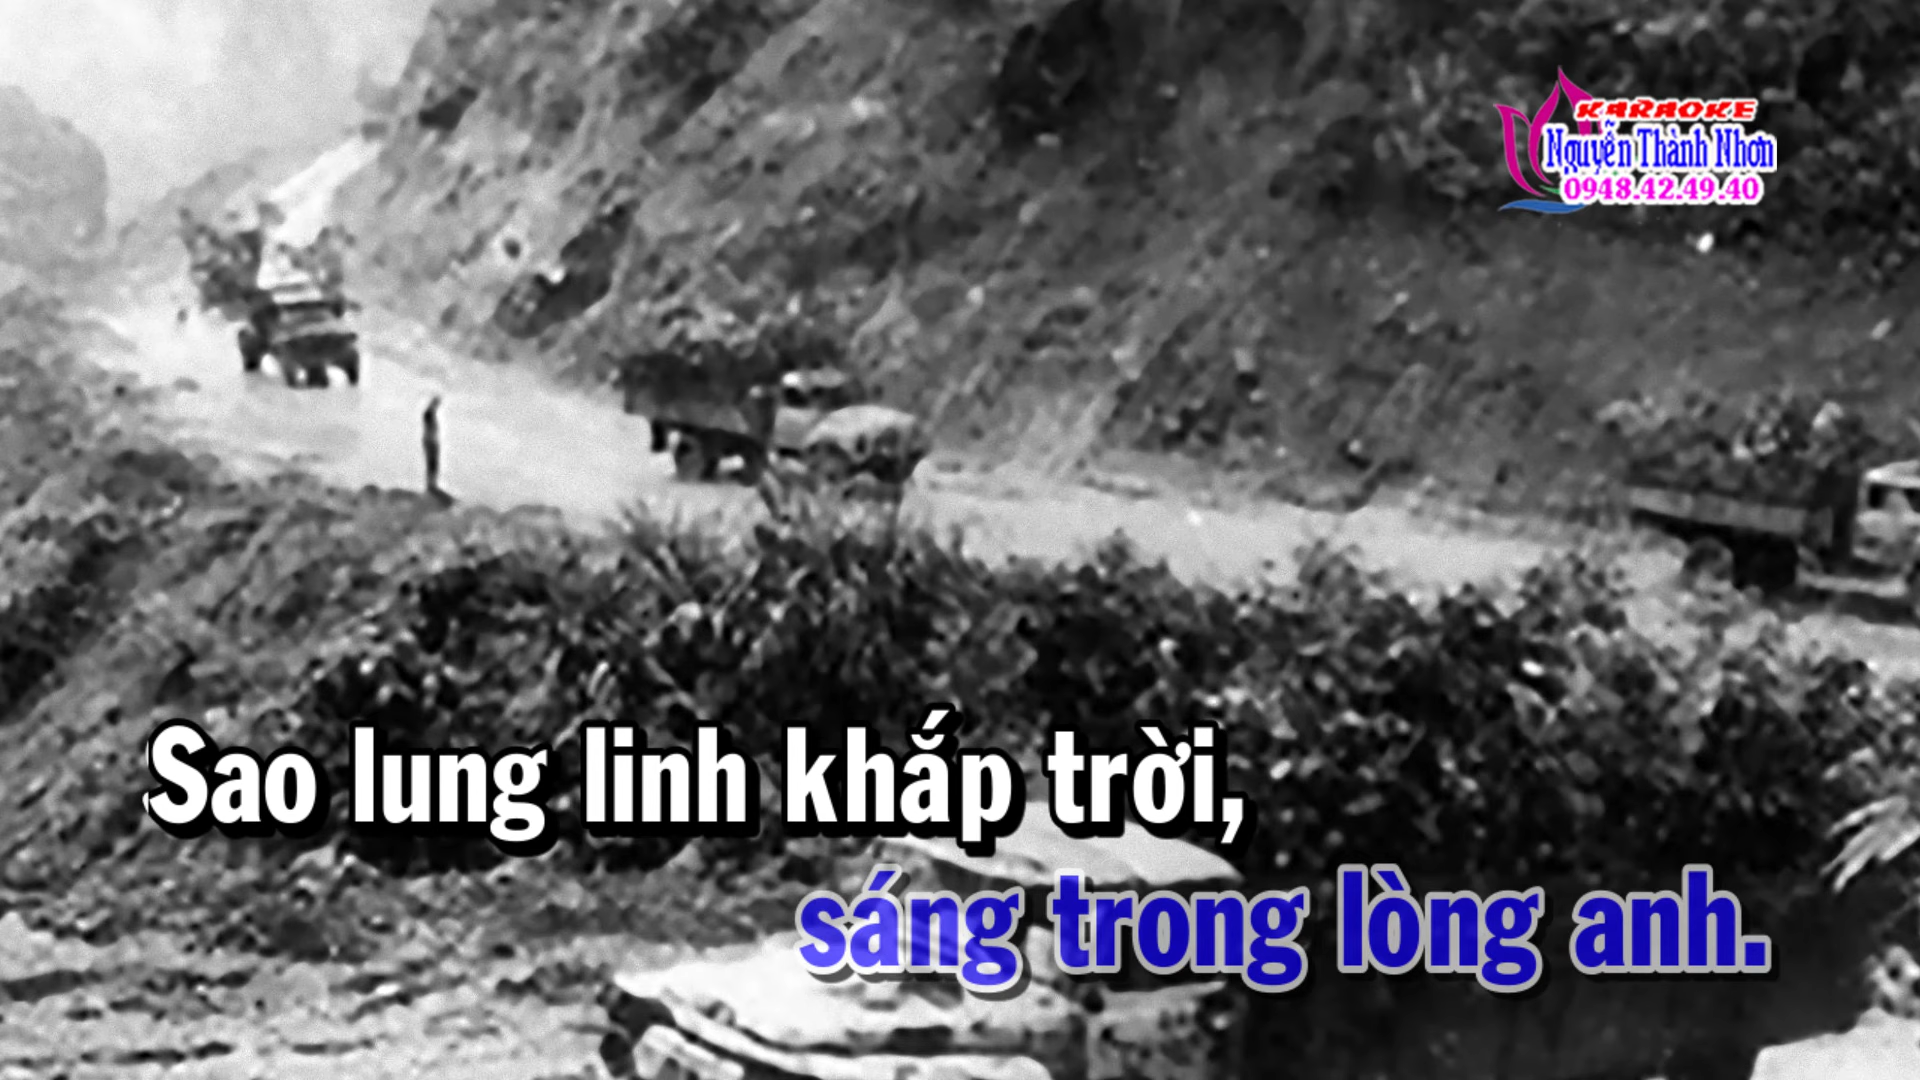 KARAOKE
Nguyễn Thành Nhơn
0948.42.49.40
Sao lung linh khắp trời,
sáng trong lòng anh.